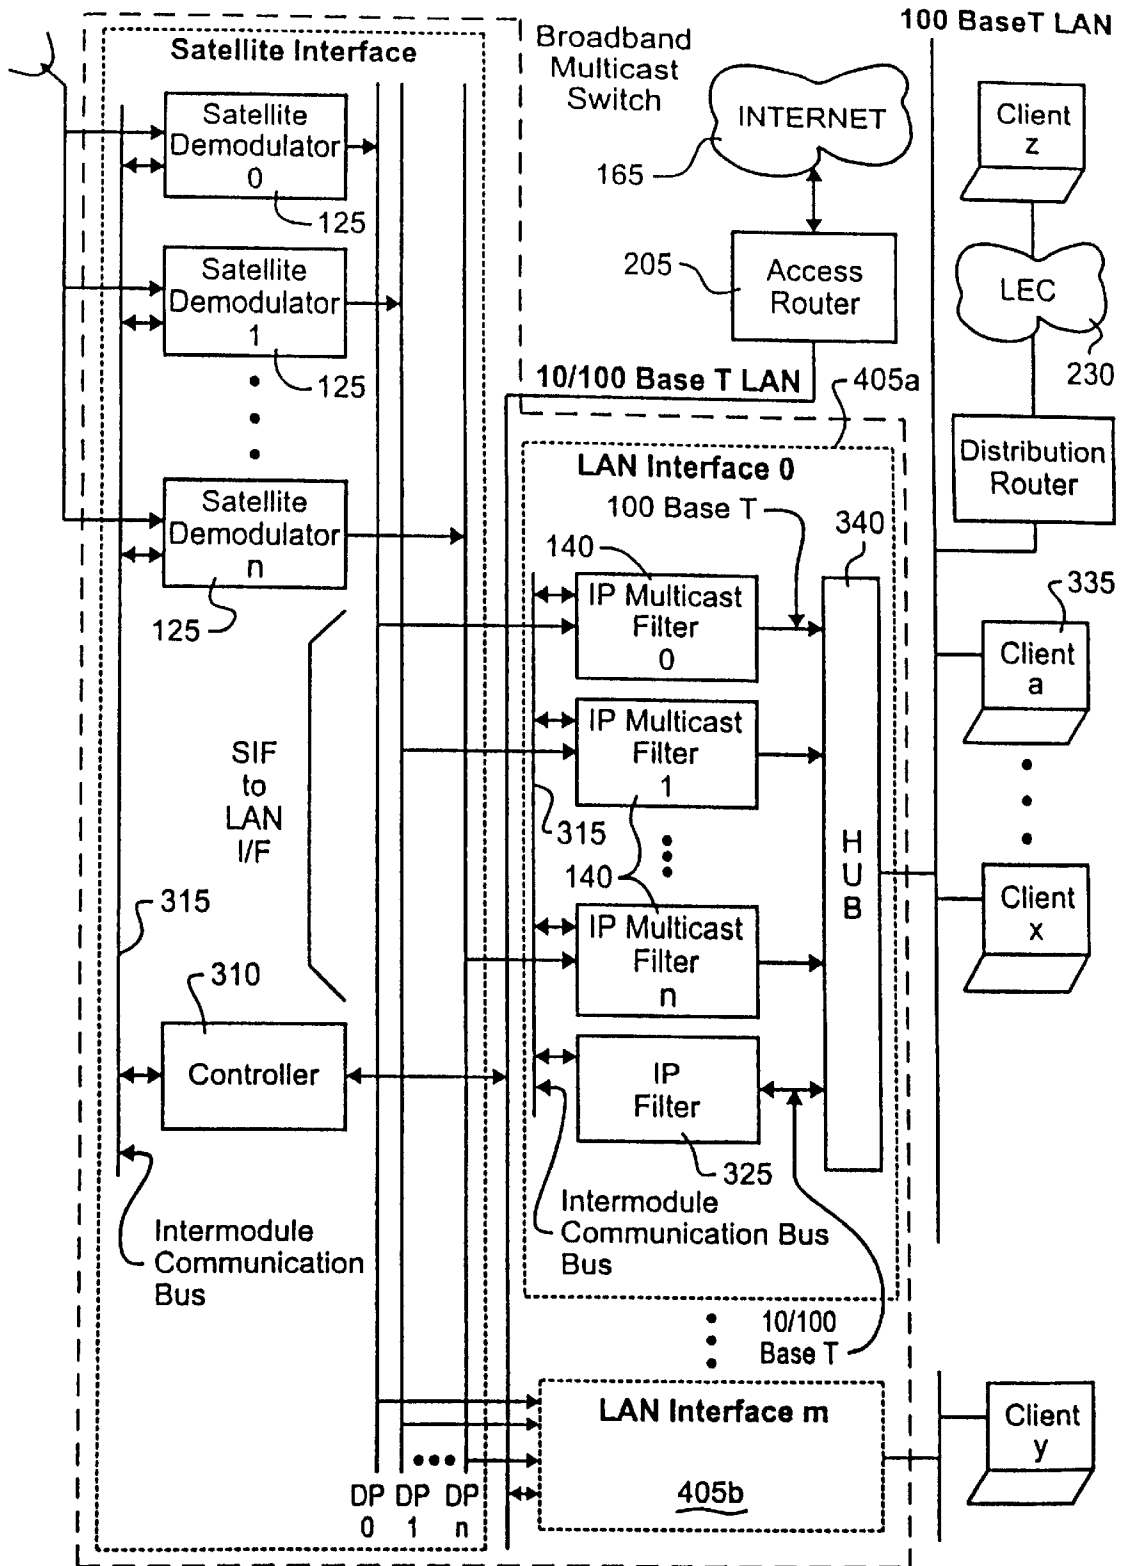 100 BaseT LAN
Satellite Interface
Broadband
Multicast
Switch
INTERNET
165
Client
z
Satellite
Demodulator
0
125
Satellite
Demodulator
1
125
205
Access
Router
LEC
230
10/100 Base T LAN
405a
Distribution
Router
Satellite
Demodulator
n
125
LAN Interface 0
100 Base T
340
140
IP Multicast
Filter
0
335
Client
a
IP Multicast
Filter
1
315
140
SIF
to
LAN
I/F
HUB
IP Multicast
Filter
n
Client
x
315
310
Controller
IP
Filter
325
Intermodule
Communication
Bus
Intermodule
Communication Bus
Bus
10/100
Base T
LAN Interface m
405b
Client
y
DP DP DP
0 1 n